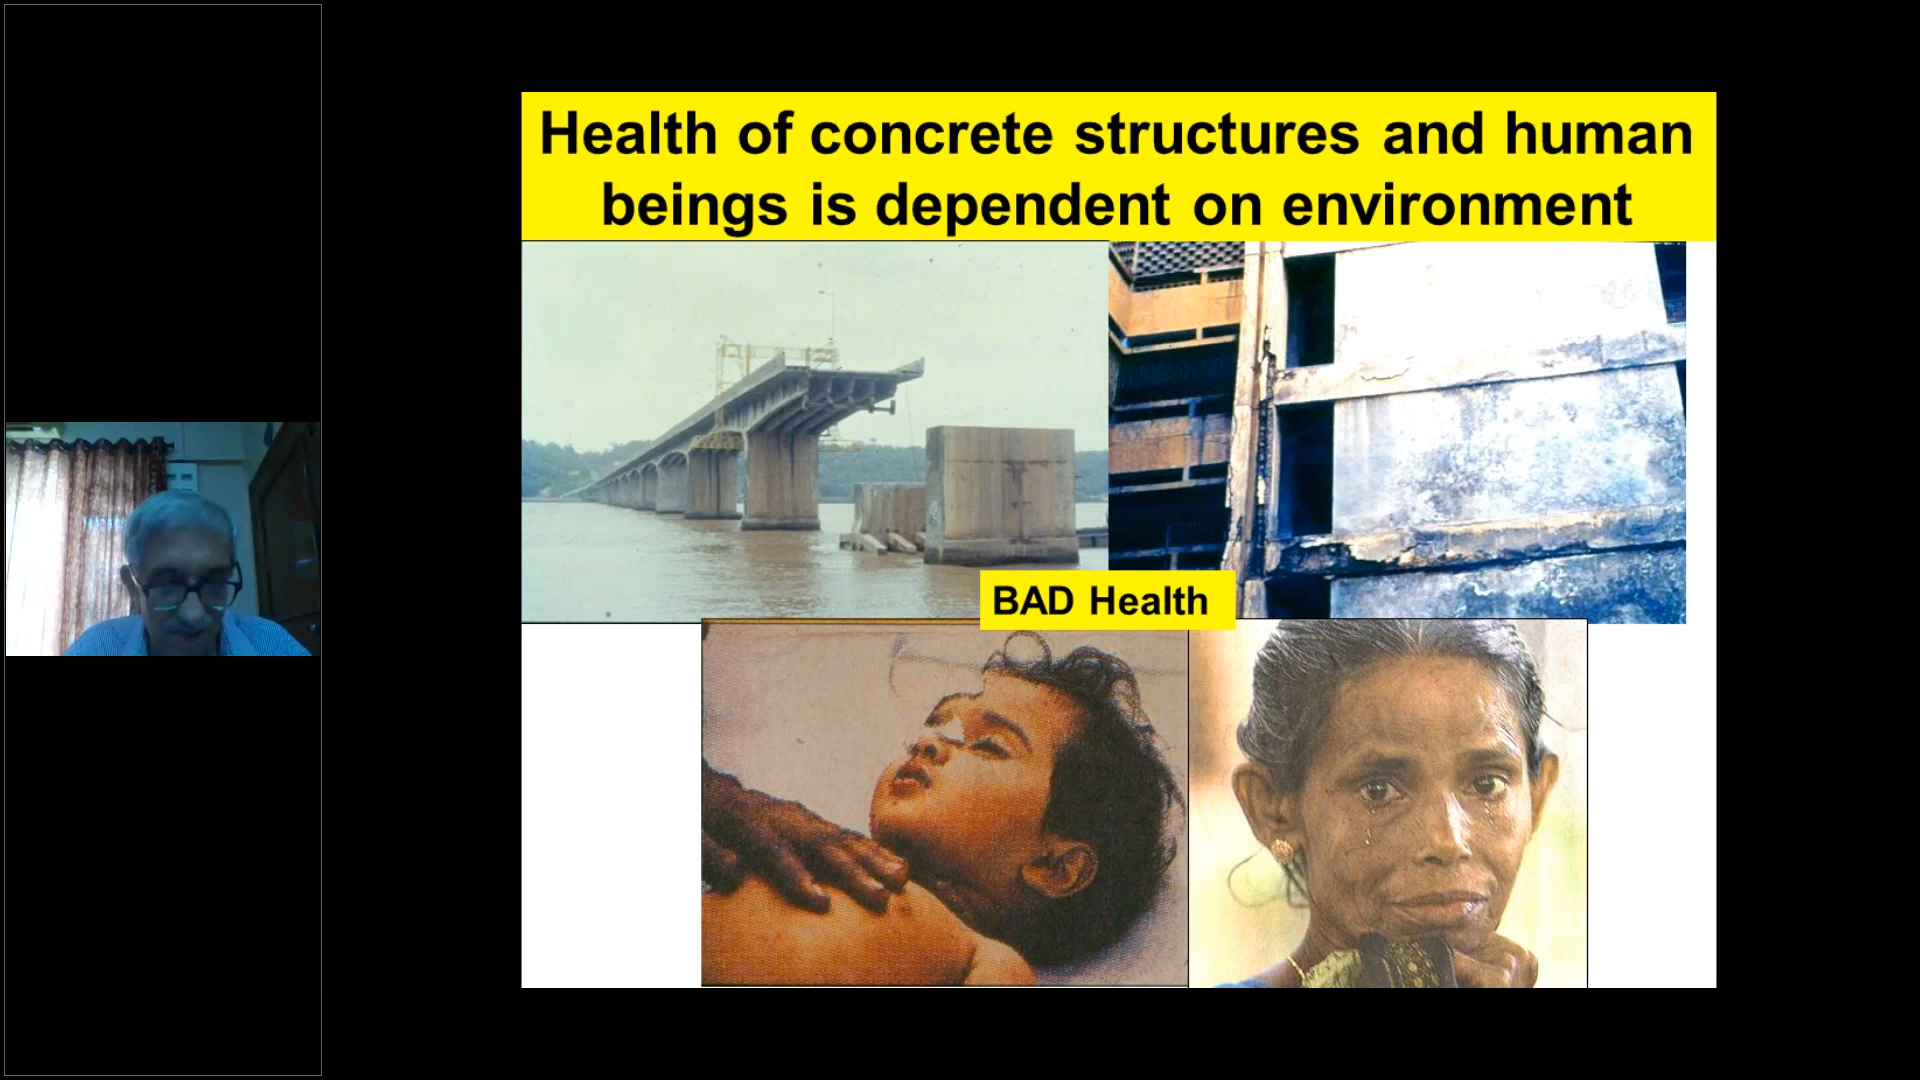 Health of concrete structures and human
beings is dependent on environment
BAD Health